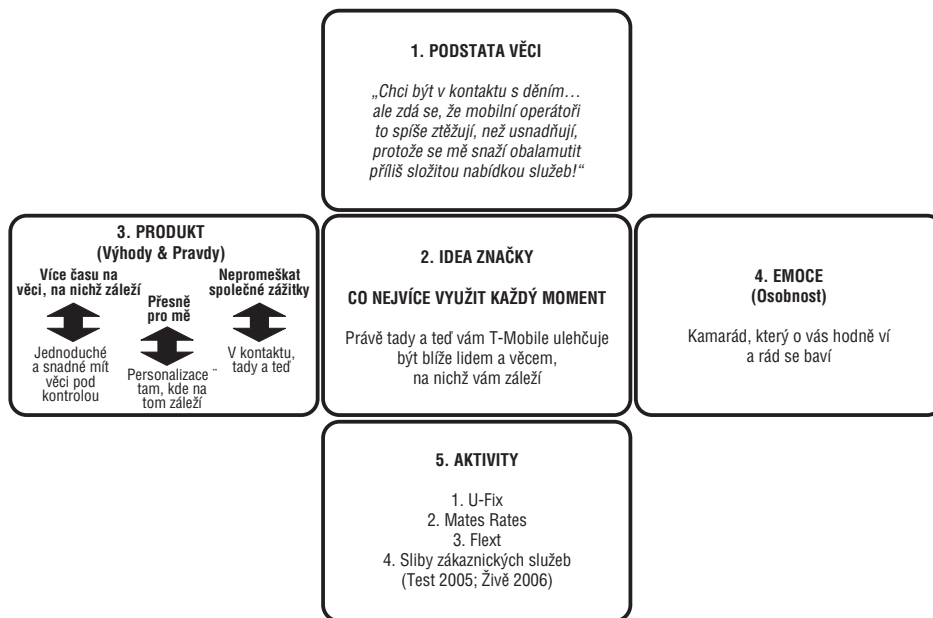 1. PODSTATA VĚCI
„Chci být v kontaktu s děním…
ale zdá se, že mobilní operátoři
to spíše ztěžují, než usnadňují,
protože se mě snaží obalamutit
příliš složitou nabídkou služeb!“
3. PRODUKT
(Výhody & Pravdy)
Více času na
věci, na nichž záleží
Jednoduché
a snadné mít
věci pod
kontrolou
Přesně
pro mě
Personalizace
tam, kde na
tom záleží
Nepromeškat
společné zážitky
V kontaktu,
tady a teď
2. IDEA ZNAČKY
CO NEJVÍCE VYUŽIT KAŽDÝ MOMENT
Právě tady a teď vám T-Mobile ulehčuje
být blíže lidem a věcem,
na nichž vám záleží
4. EMOCE
(Osobnost)
Kamarád, který o vás hodně ví
a rád se baví
5. AKTIVITY
1. U-Fix
2. Mates Rates
3. Flext
4. Sliby zákaznických služeb
(Test 2005; Živě 2006)